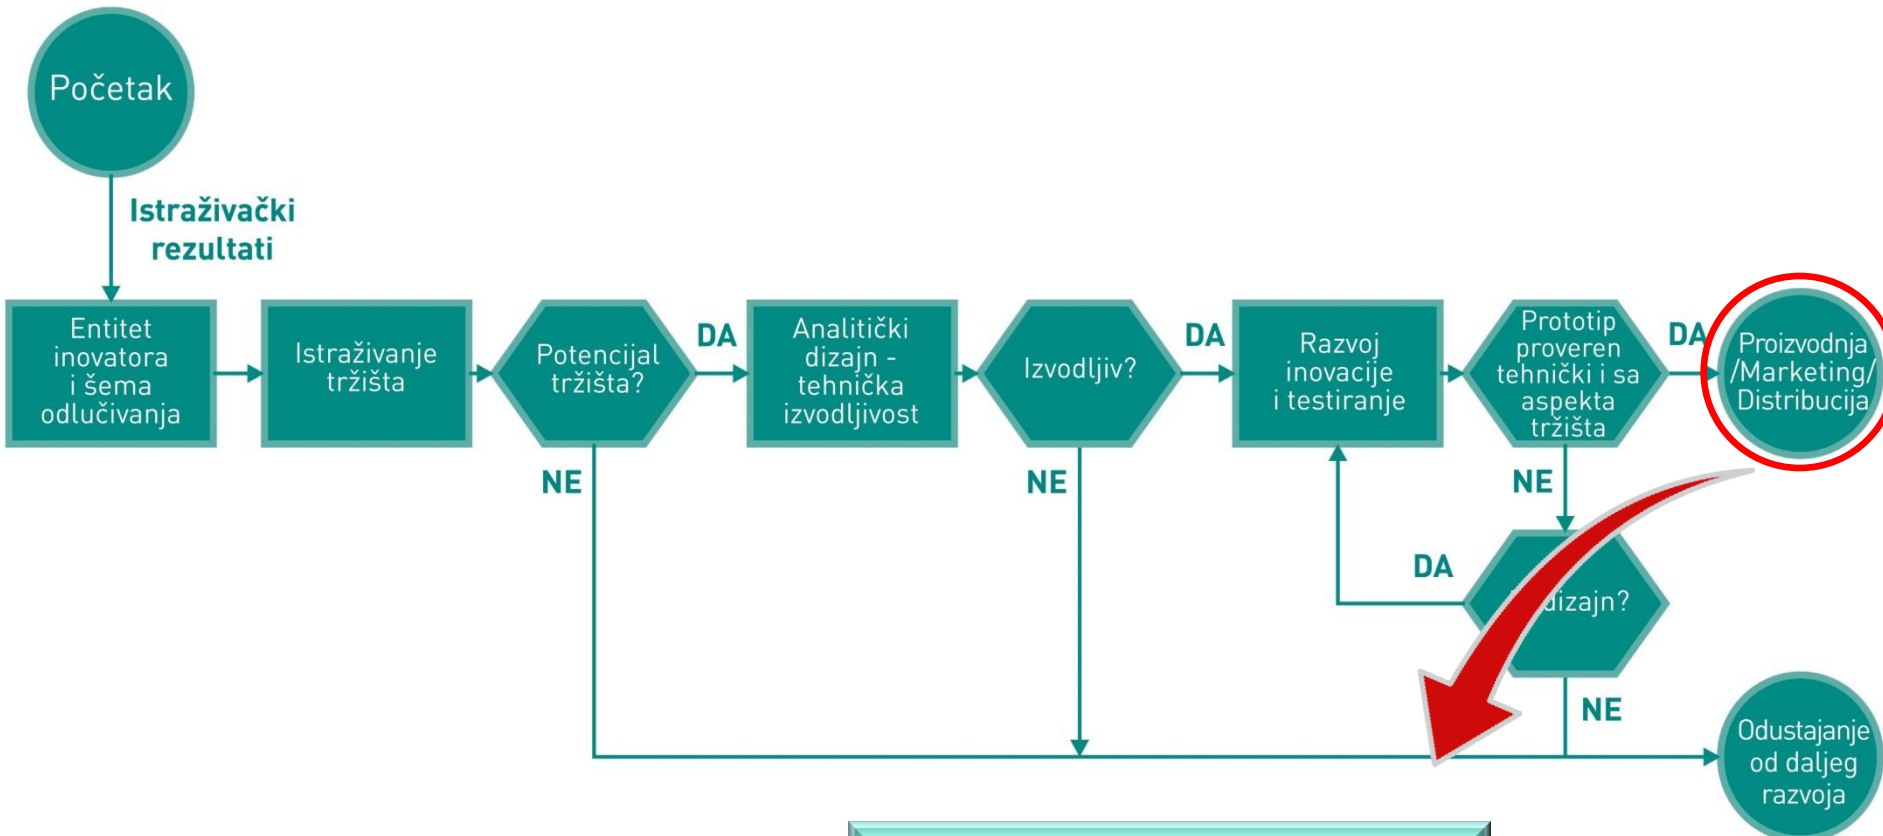 Početak
Istraživački
rezultati
Entitet
inovatora
i šema
odlučivanja
Istraživanje
tržišta
Potencijal
tržišta?
DA
NE
Analitički
dizajn -
tehnička
izvodljivost
Izvodljiv?
DA
NE
Razvoj
inovacije
i testiranje
Prototip
proveren
tehnički i sa
aspekta
tržišta
DA
NE
Proizvodnja
/Marketing/
Distribucija
DA
dizajn?
NE
Odustajanje
od daljeg
razvoja